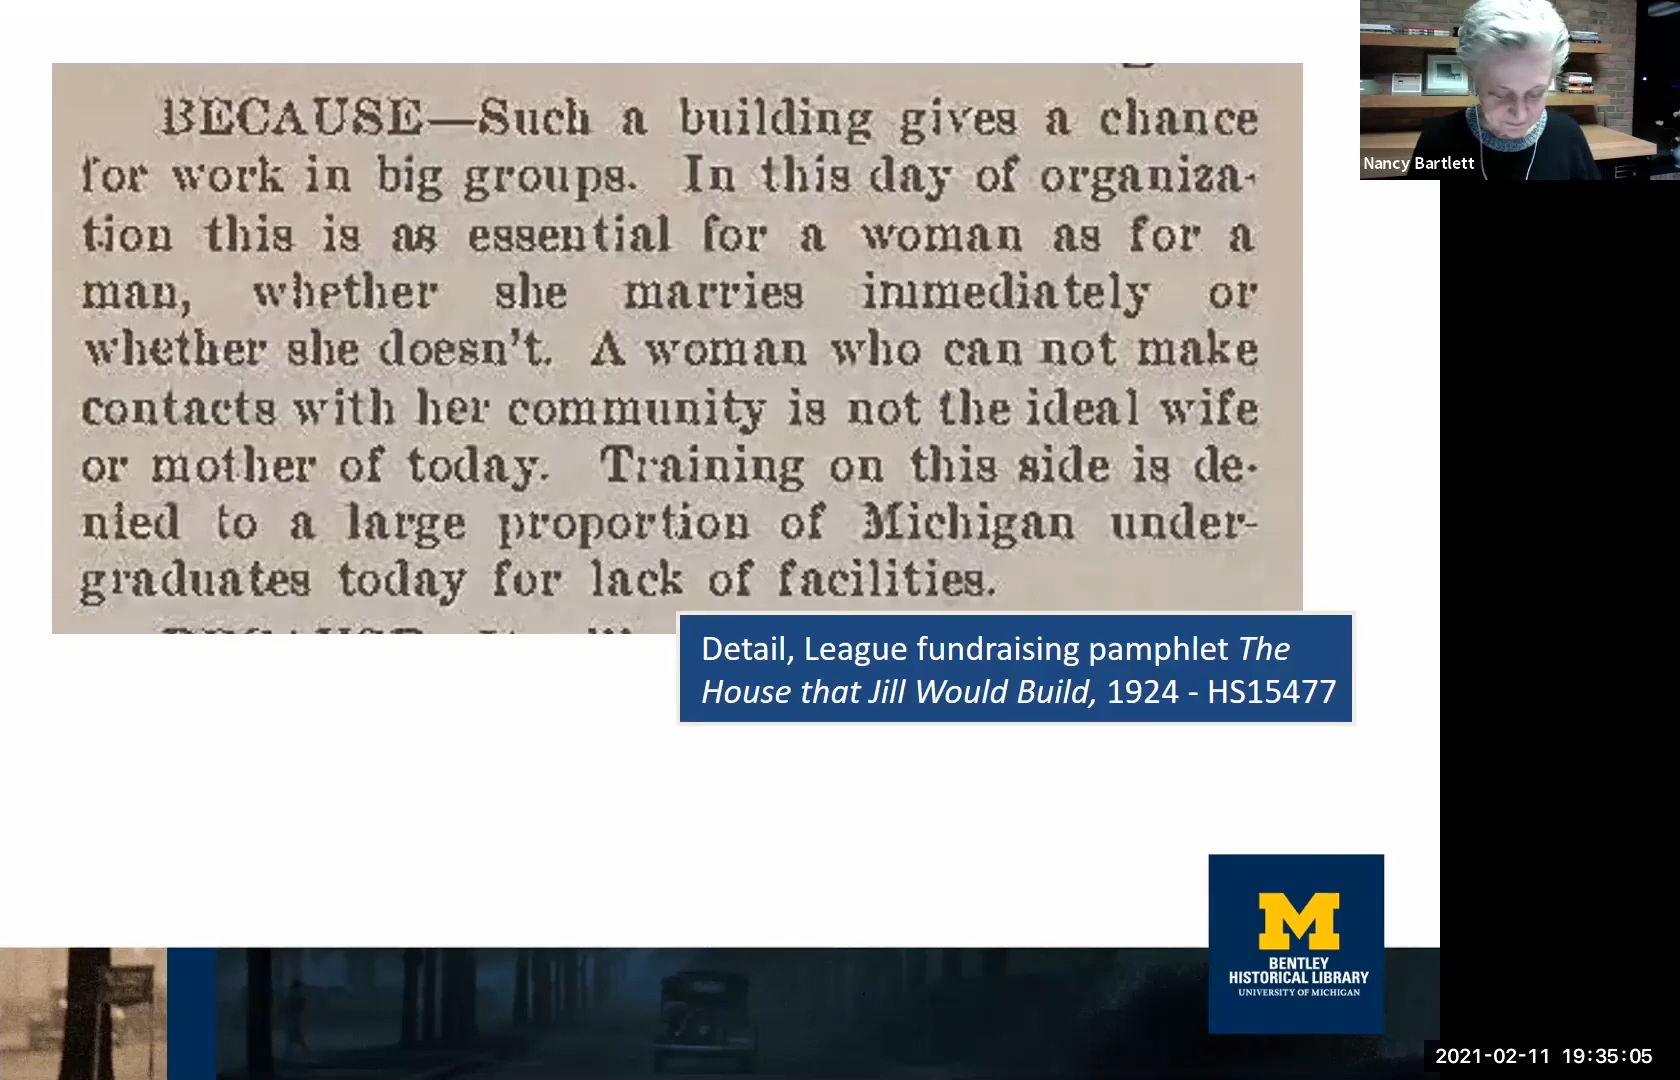 BECAUSE—Such a building gives a chance
for work in big groups. In this day of organiza-
tion this is as essential for a woman as for a
man, whether she marries immediately or
whether she doesn't. A woman who can not make
contacts with her community is not the ideal wife
or mother of today. Training on this side is de-
nied to a large proportion of Michigan under-
graduates today for lack of facilities.
Detail, League fundraising pamphlet The
House that Jill Would Build, 1924 - HS15477
Nancy Bartlett
M
BENTLEY
HISTORICAL LIBRARY
UNIVERSITY OF MICHIGAN
2021-02-11 19:35:05